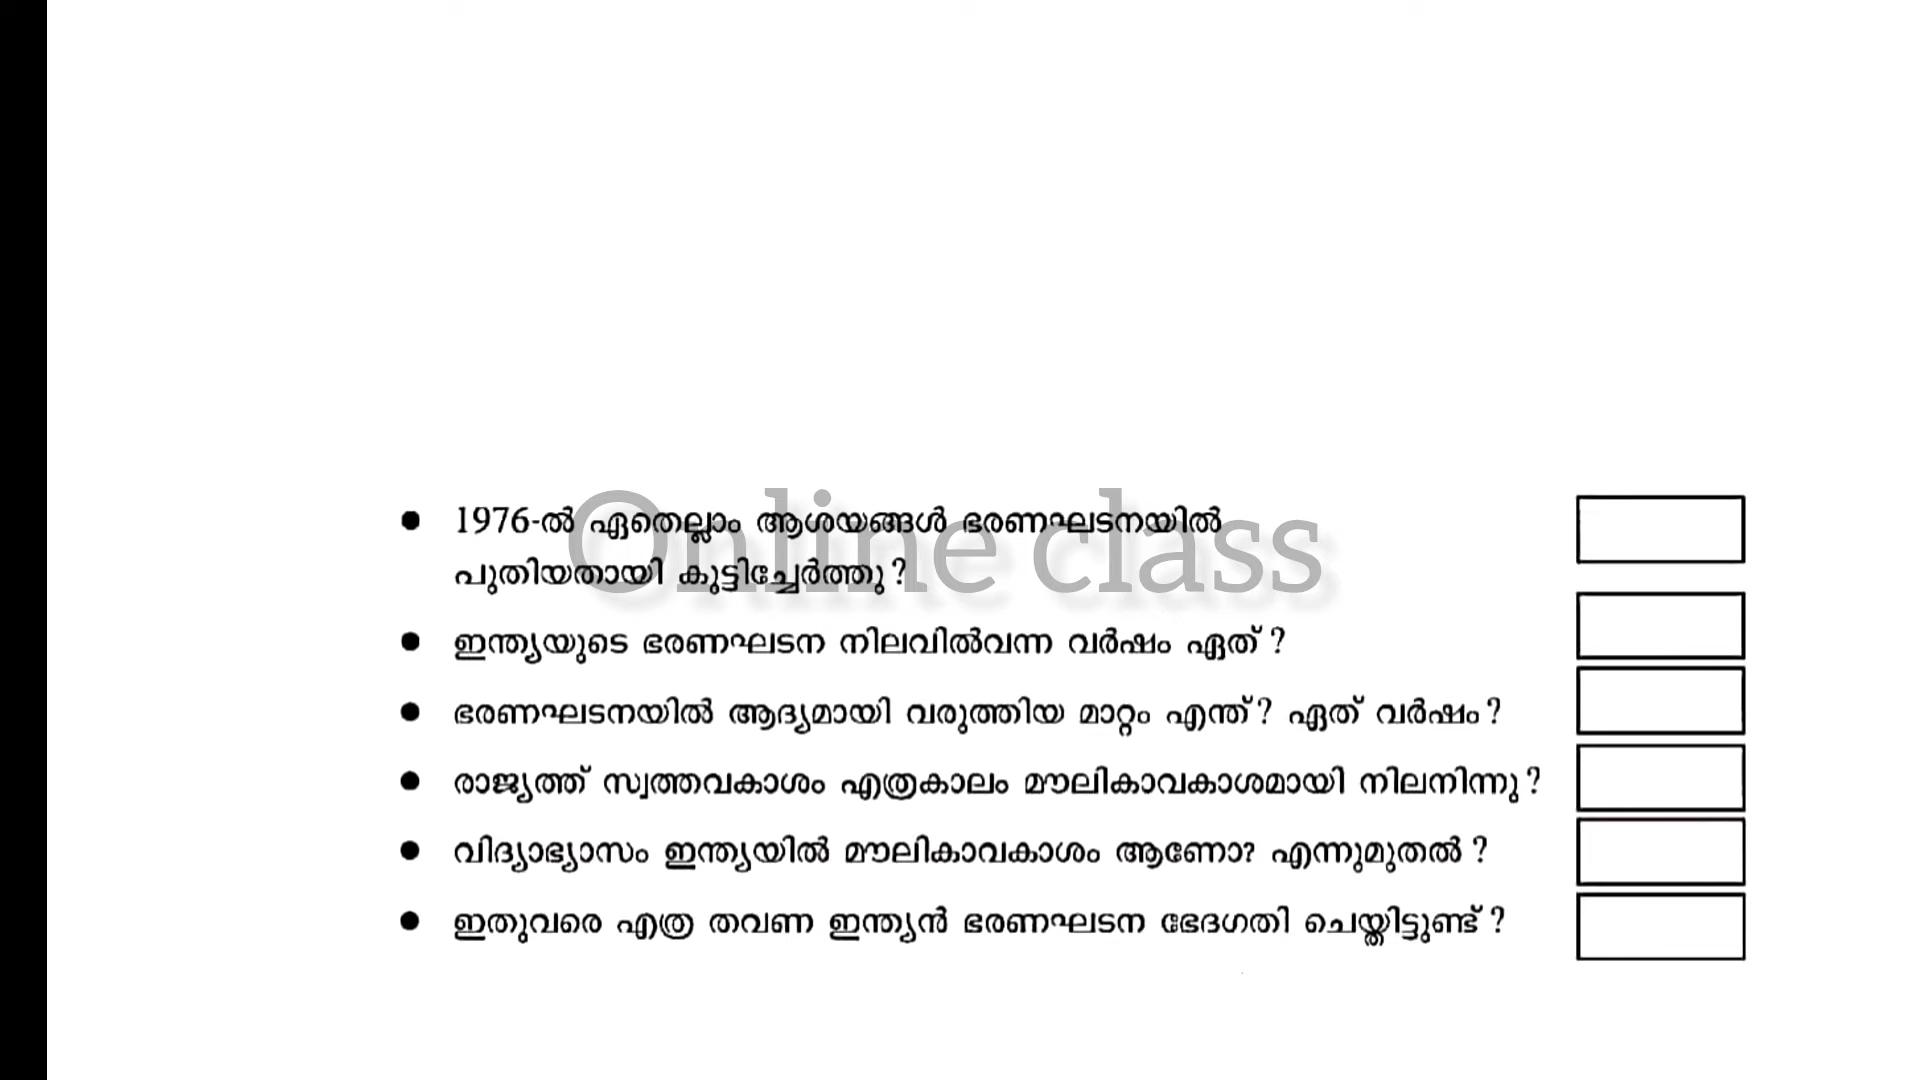 ● 1976-ൽ ഏതെല്ലാം ആശയങ്ങൾ ഭരണഘടനയിൽ
പുതിയതായി കൂട്ടിച്ചേർത്തു ?
● ഇന്ത്യയുടെ ഭരണഘടന നിലവിൽവന്ന വർഷം ഏത് ?
● ഭരണഘടനയിൽ ആദ്യമായി വരുത്തിയ മാറ്റം എന്ത് ? ഏത് വർഷം ?
● രാജ്യത്ത് സ്വത്തവകാശം എത്രകാലം മൗലികാവകാശമായി നിലനിന്നു ?
● വിദ്യാഭ്യാസം ഇന്ത്യയിൽ മൗലികാവകാശം ആണോ? എന്നുമുതൽ ?
● ഇതുവരെ എത്ര തവണ ഇന്ത്യൻ ഭരണഘടന ഭേദഗതി ചെയ്തിട്ടുണ്ട് ?
Online class